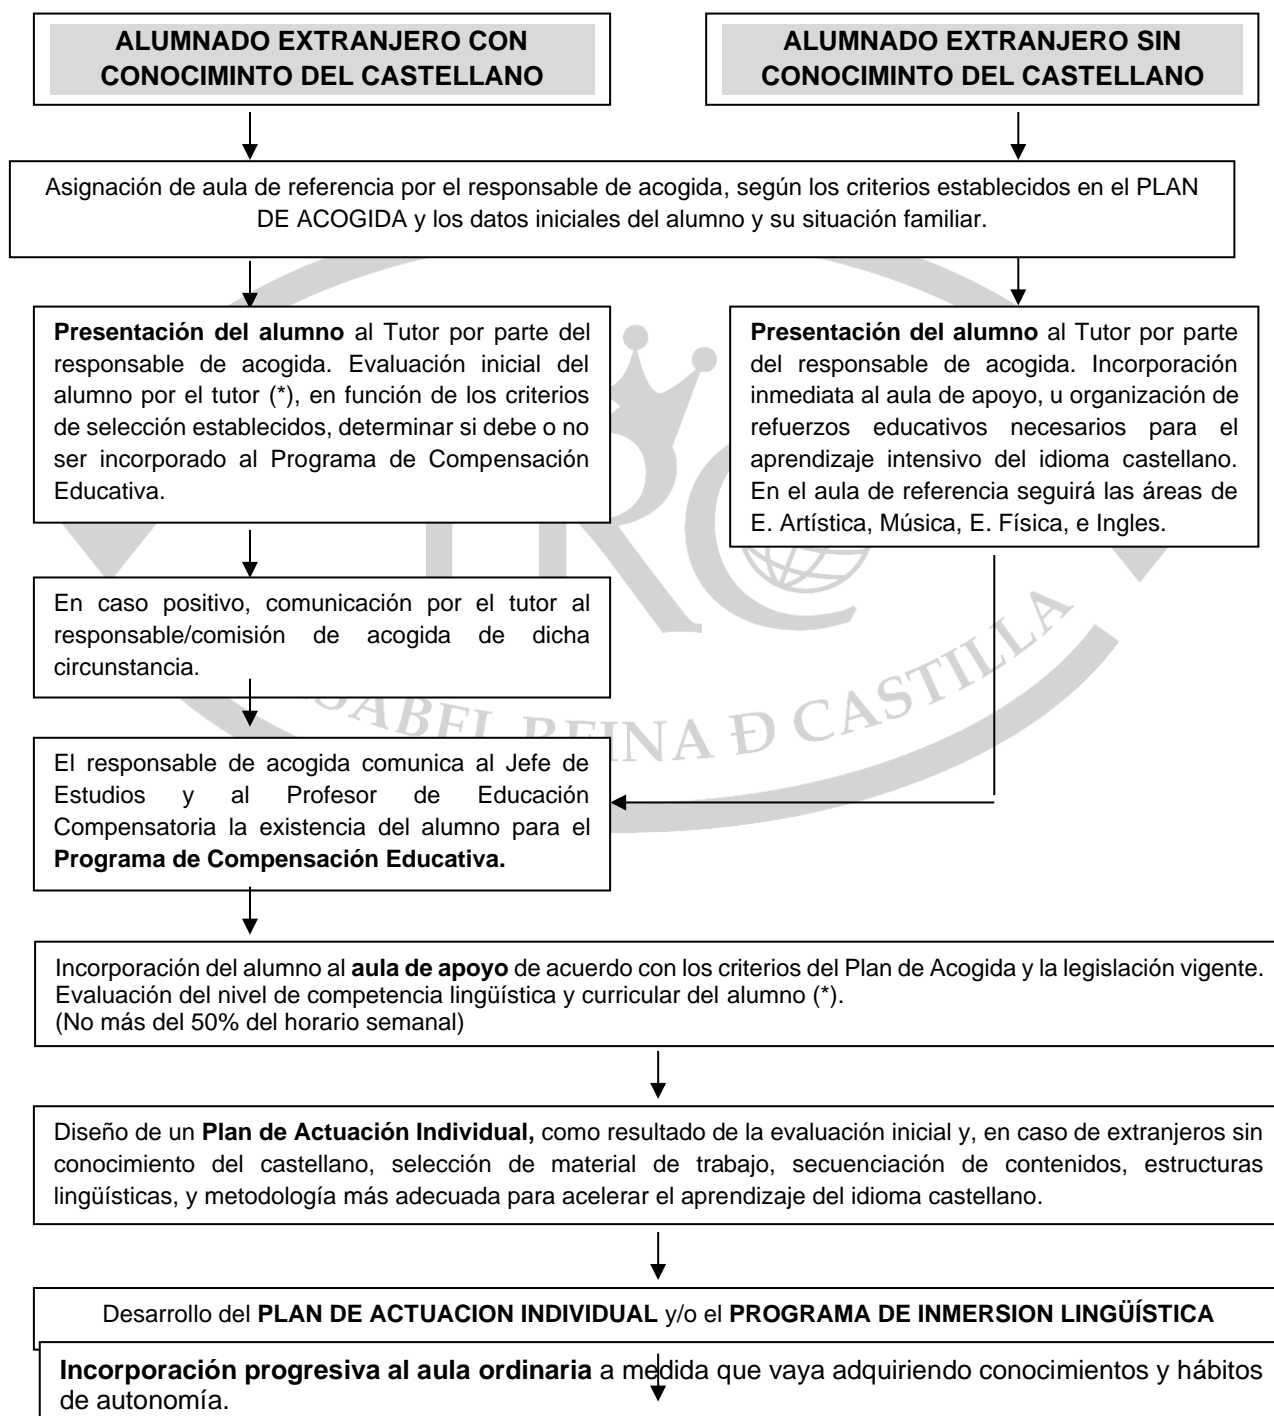 ALUMNADO EXTRANJERO CON
CONOCIMINTO DEL CASTELLANO
ALUMNADO EXTRANJERO SIN
CONOCIMINTO DEL CASTELLANO
Asignación de aula de referencia por el responsable de acogida, según los criterios establecidos en el PLAN
DE ACOGIDA y los datos iniciales del alumno y su situación familiar.
Presentación del alumno al Tutor por parte del
responsable de acogida. Evaluación inicial del
alumno por el tutor (*), en función de los criterios
de selección establecidos, determinar si debe o no
ser incorporado al Programa de Compensación
Educativa.
Presentación del alumno al Tutor por parte
del responsable de acogida. Incorporación
inmediata al aula de apoyo, u organización de
refuerzos educativos necesarios para el
aprendizaje intensivo del idioma castellano.
En el aula de referencia seguirá las áreas de
E. Artística, Música, E. Física, e Ingles.
En caso positivo, comunicación por el tutor al
responsable/comisión de acogida de dicha
circunstancia.
El responsable de acogida comunica al Jefe de
Estudios y al Profesor de Educación
Compensatoria la existencia del alumno para el
Programa de Compensación Educativa.
REINA Đ CASTILLA
Incorporación del alumno al aula de apoyo de acuerdo con los criterios del Plan de Acogida y la legislación vigente.
Evaluación del nivel de competencia lingüística y curricular del alumno (*).
(No más del 50% del horario semanal)
Diseño de un Plan de Actuación Individual, como resultado de la evaluación inicial y, en caso de extranjeros sin
conocimiento del castellano, selección de material de trabajo, secuenciación de contenidos, estructuras
lingüísticas, y metodología más adecuada para acelerar el aprendizaje del idioma castellano.
Desarrollo del PLAN DE ACTUACION INDIVIDUAL y/o el PROGRAMA DE INMERSION LINGÜÍSTICA
Incorporación progresiva al aula ordinaria a medida que vaya adquiriendo conocimientos y hábitos
de autonomía.